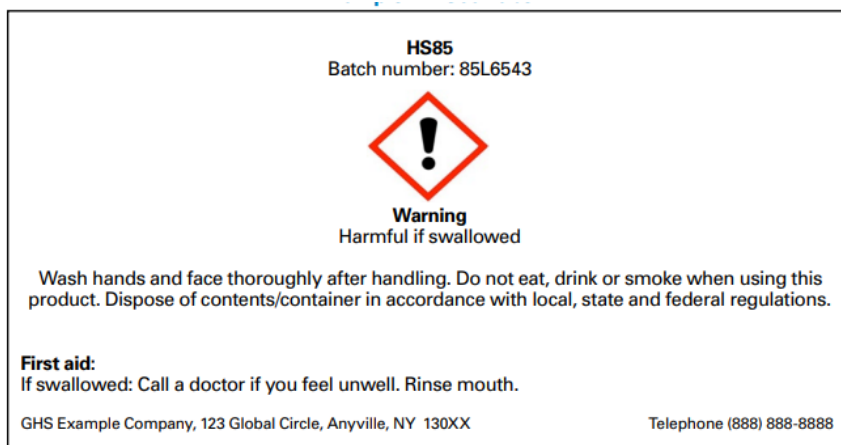 HS85
Batch number: 85L6543
Warning
Harmful if swallowed
Wash hands and face thoroughly after handling. Do not eat, drink or smoke when using this
product. Dispose of contents/container in accordance with local, state and federal regulations.
First aid:
If swallowed: Call a doctor if you feel unwell. Rinse mouth.
GHS Example Company, 123 Global Circle, Anyville, NY 130XX Telephone (888) 888-8888